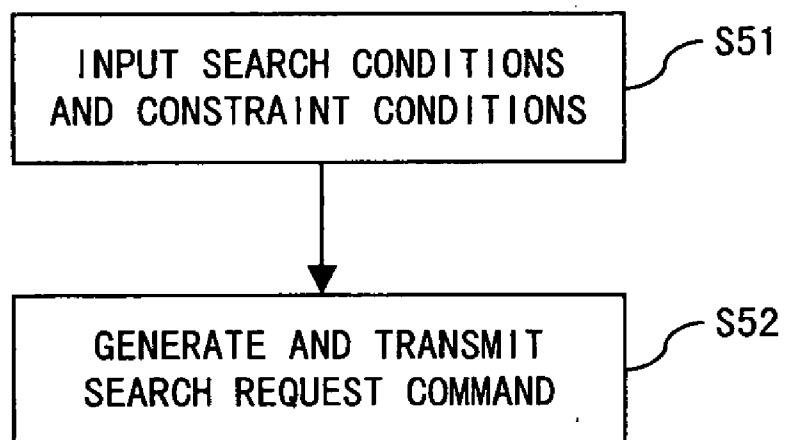 INPUT SEARCH CONDITIONS
AND CONSTRAINT CONDITIONS
S51
GENERATE AND TRANSMIT
SEARCH REQUEST COMMAND
S52